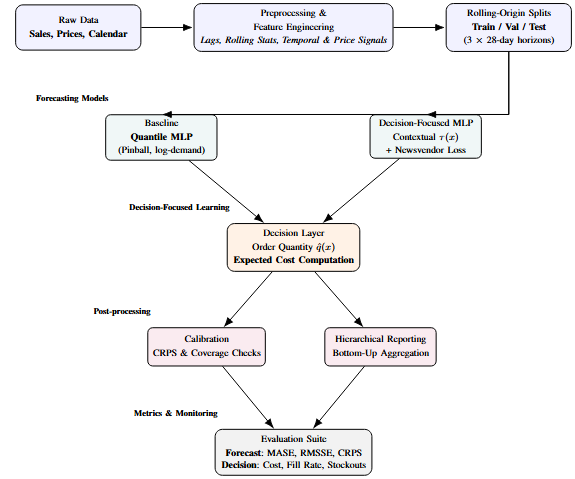 Raw Data
Sales, Prices, Calendar
Preprocessing &
Feature Engineering
Lags, Rolling Stats, Temporal & Price Signals
Rolling-Origin Splits
Train / Val / Test
(3 × 28-day horizons)
Forecasting Models
Baseline
Quantile MLP
(Pinball, log-demand)
Decision-Focused MLP
Contextual τ(x)
+ Newsvendor Loss
Decision-Focused Learning
Decision Layer
Order Quantity q̂(x)
Expected Cost Computation
Post-processing
Calibration
CRPS & Coverage Checks
Hierarchical Reporting
Bottom-Up Aggregation
Metrics & Monitoring
Evaluation Suite
Forecast: MASE, RMSSE, CRPS
Decision: Cost, Fill Rate, Stockouts